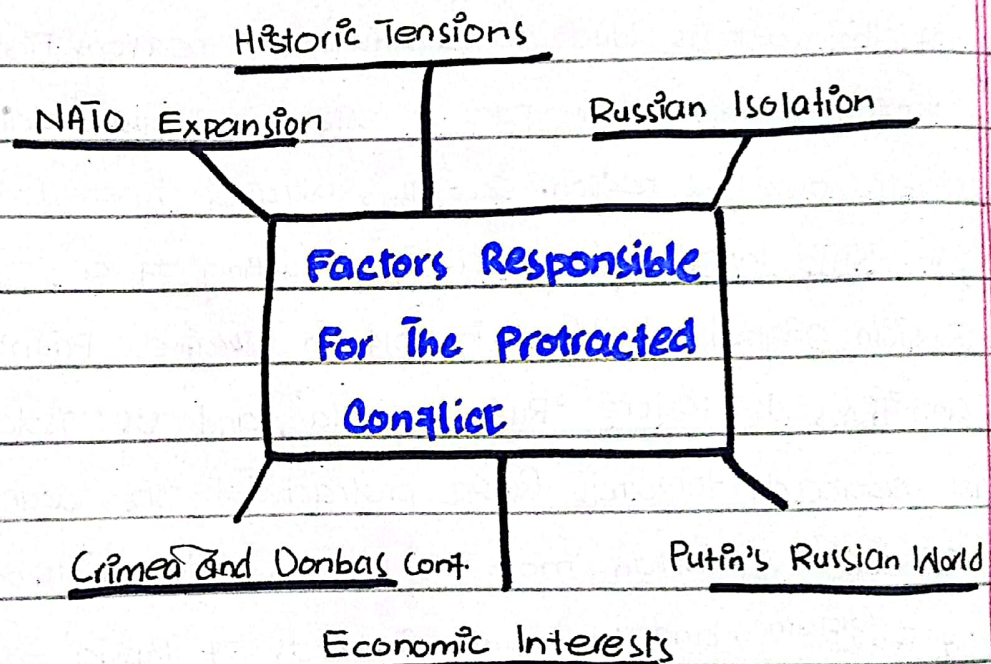 Historic Tensions
NATO Expansion
Russian Isolation
Factors Responsible
For The Protracted
Conflict
Crimea and Donbas Conf.
Putin's Russian World
Economic Interests